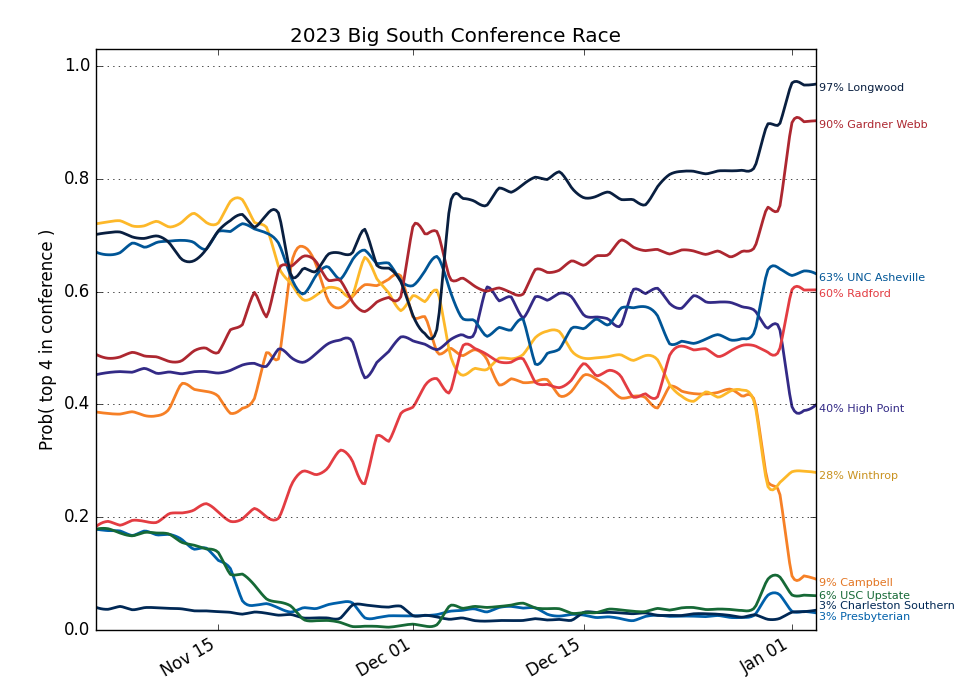 2023 Big South Conference Race
Prob( top 4 in conference )
1.0
0.8
0.6
0.4
0.2
0.0
Nov 15
Dec 01
Dec 15
Jan 01
97% Longwood
90% Gardner Webb
63% UNC Asheville
60% Radford
40% High Point
28% Winthrop
9% Campbell
6% USC Upstate
3% Charleston Southern
3% Presbyterian